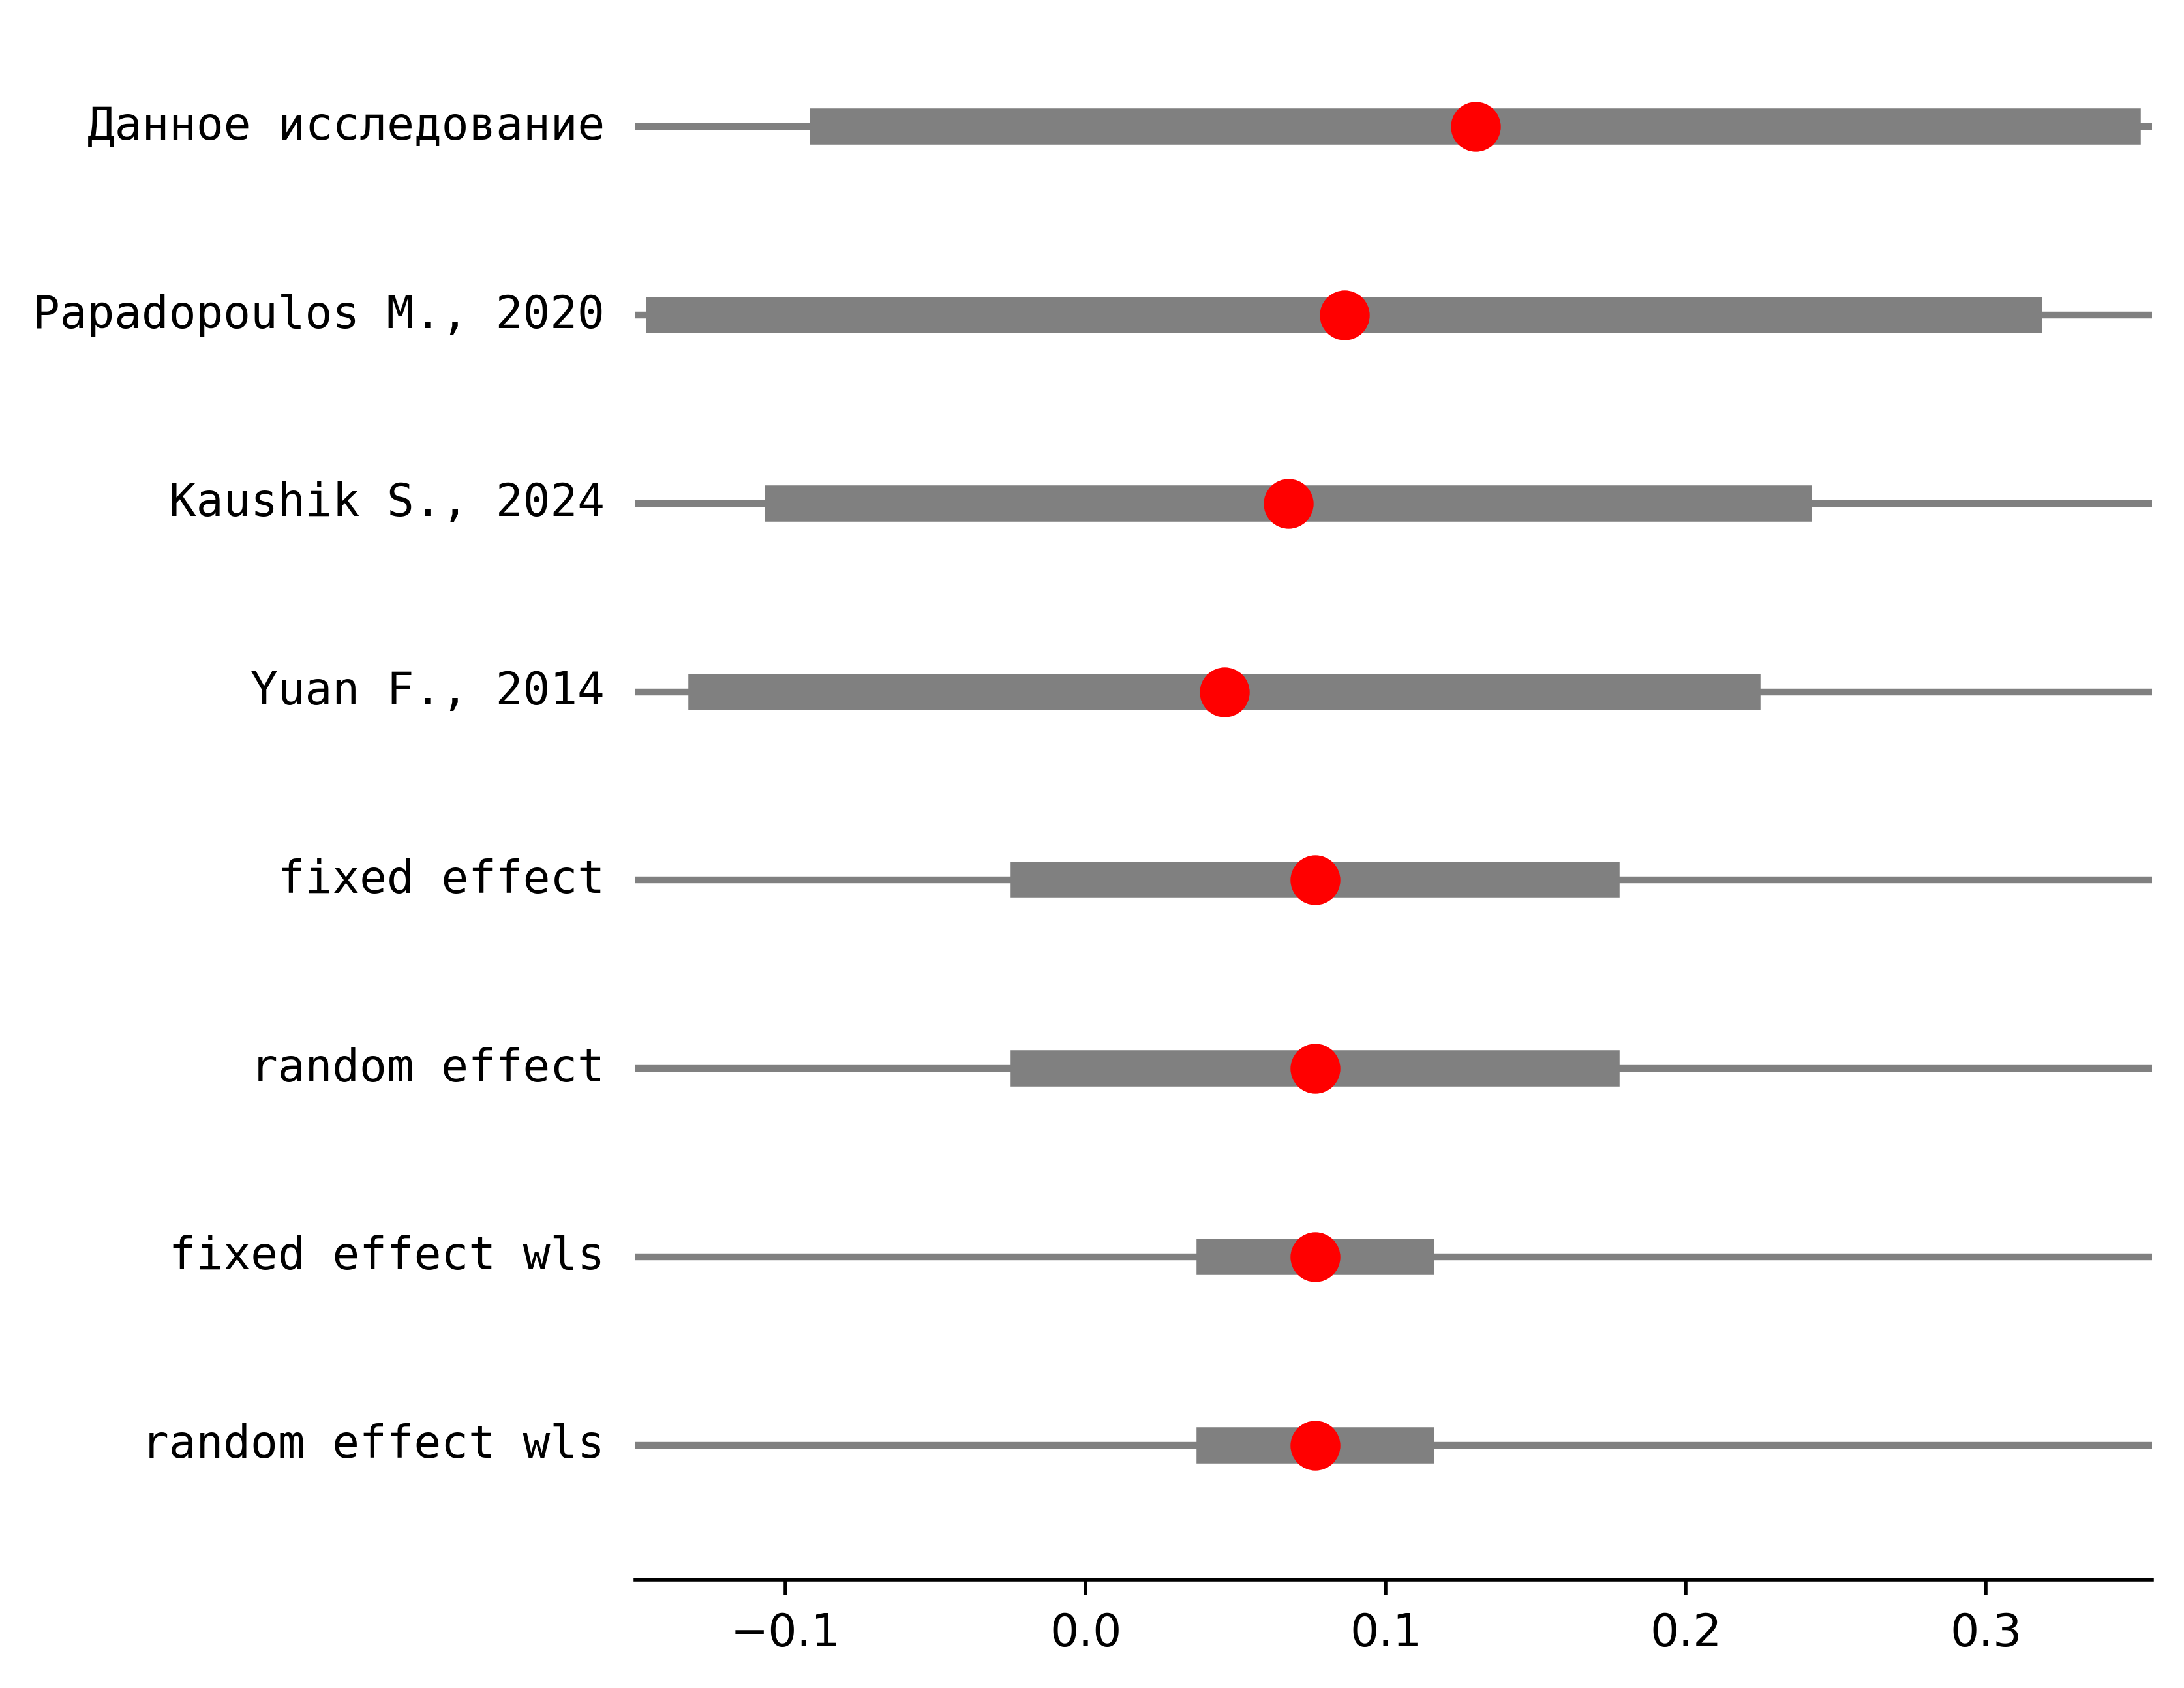 Данное исследование
Papadopoulos M., 2020
Kaushik S., 2024
Yuan F., 2014
fixed effect
random effect
fixed effect wls
random effect wls
−0.1 0.0 0.1 0.2 0.3